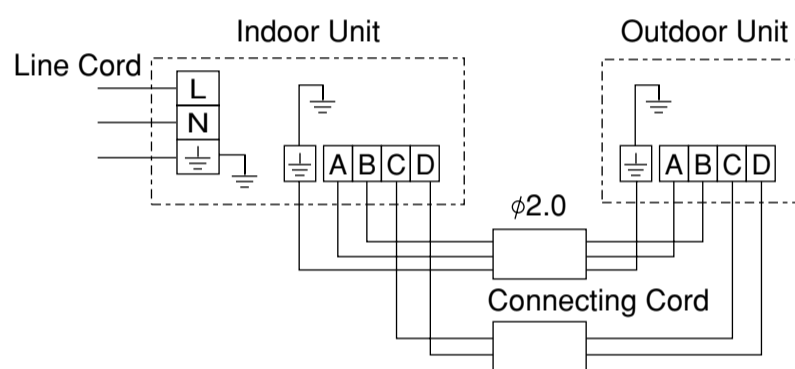 Indoor Unit
Outdoor Unit
Line Cord
L
N
A B C D
A B C D
ϕ2.0
Connecting Cord